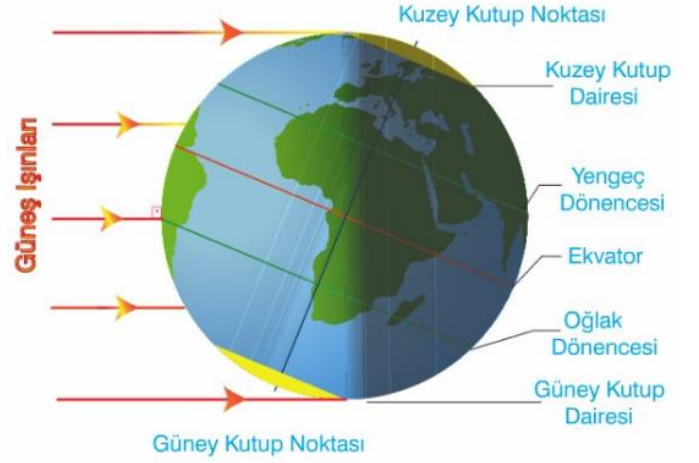 Kuzey Kutup Noktası
Kuzey Kutup
Dairesi
Güneş Işınları
Yengeç
Dönencesi
Ekvator
Oğlak
Dönencesi
Güney Kutup
Dairesi
Güney Kutup Noktası